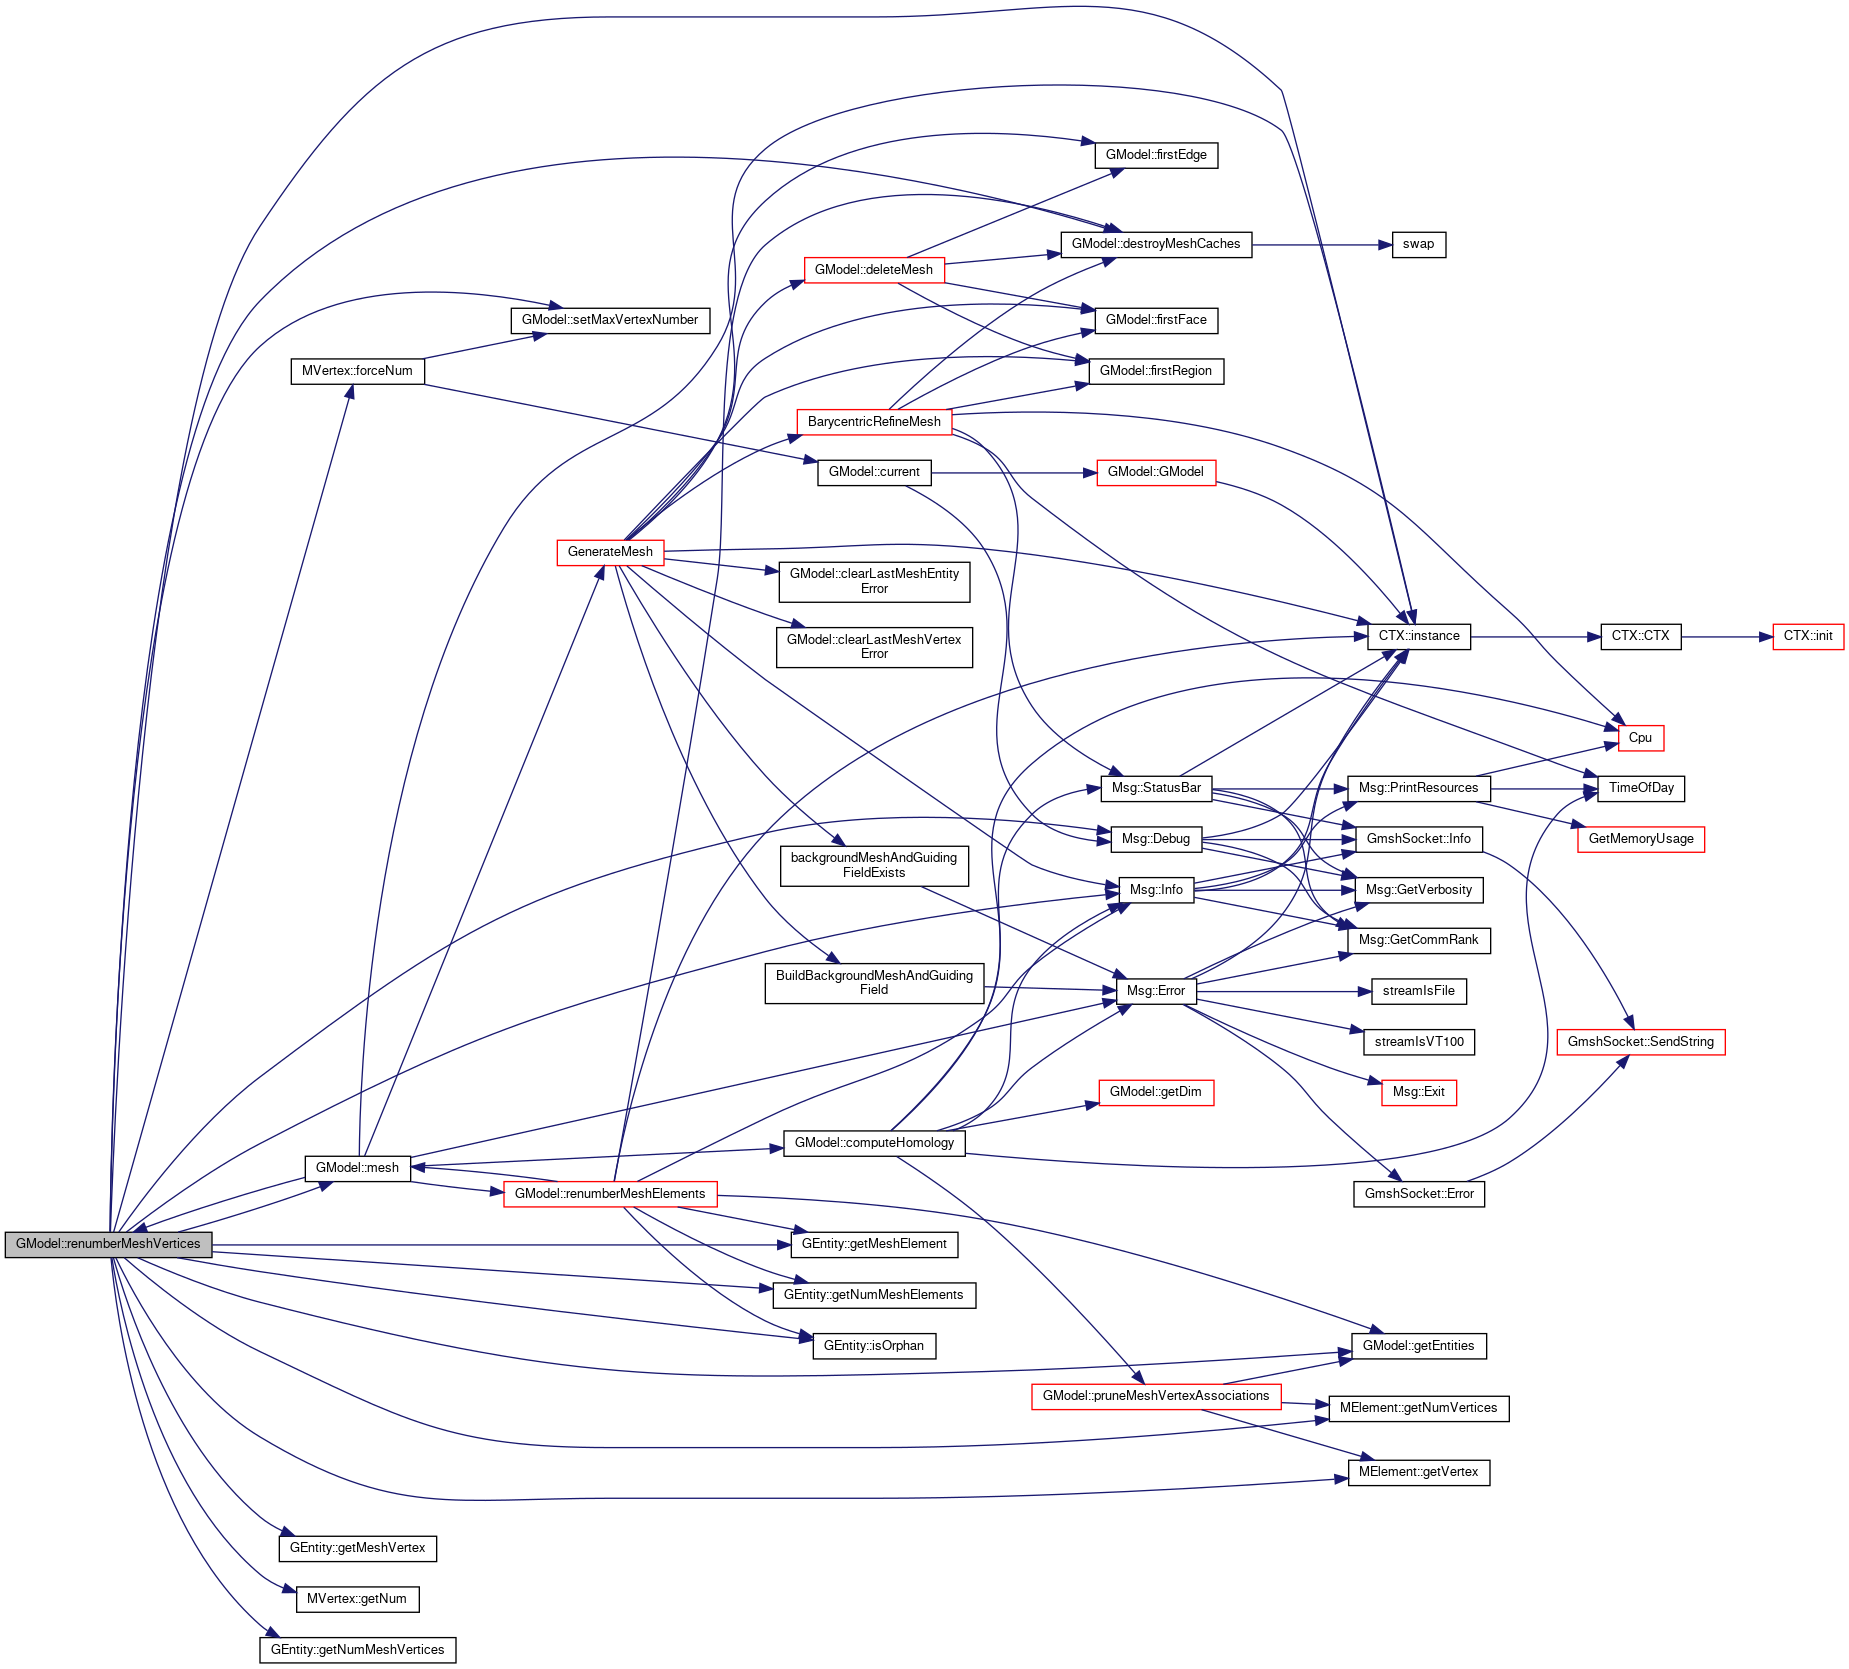 GModel::firstEdge
GModel::destroyMeshCaches
swap
GModel::deleteMesh
GModel::setMaxVertexNumber
GModel::firstFace
MVertex::forceNum
GModel::firstRegion
BarycentricRefineMesh
GModel::current
GModel::GModel
GenerateMesh
GModel::clearLastMeshEntity
Error
GModel::clearLastMeshVertex
Error
CTX::instance
CTX::CTX
CTX::init
Cpu
Msg::StatusBar
Msg::PrintResources
TimeOfDay
Msg::Debug
GmshSocket::Info
GetMemoryUsage
backgroundMeshAndGuiding
FieldExists
Msg::Info
Msg::GetVerbosity
Msg::GetCommRank
BuildBackgroundMeshAndGuiding
Field
Msg::Error
streamIsFile
streamIsVT100
GmshSocket::SendString
GModel::getDim
Msg::Exit
GModel::computeHomology
GModel::mesh
GModel::renumberMeshElements
GmshSocket::Error
GModel::renumberMeshVertices
GEntity::getMeshElement
GEntity::getNumMeshElements
GEntity::isOrphan
GModel::getEntities
GModel::pruneMeshVertexAssociations
MElement::getNumVertices
MElement::getVertex
GEntity::getMeshVertex
MVertex::getNum
GEntity::getNumMeshVertices